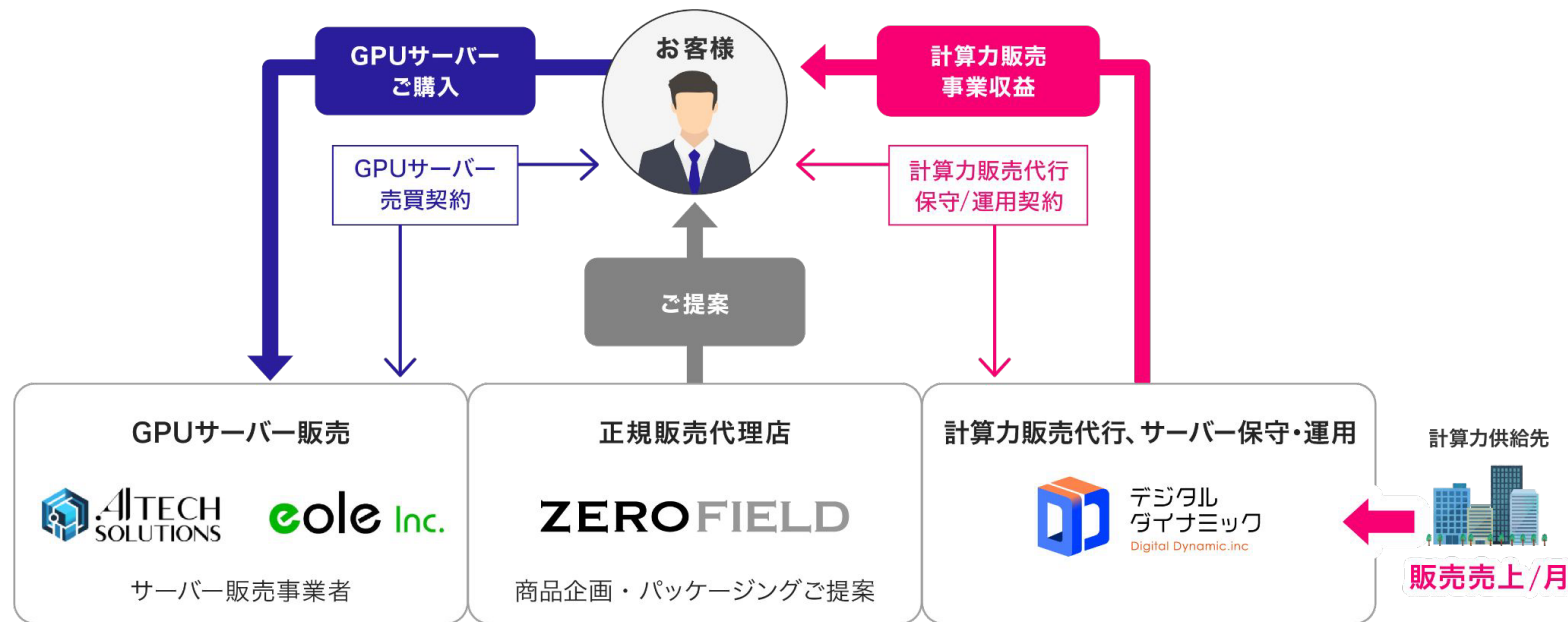 お客様
GPUサーバー
ご購入
計算力販売
事業収益
GPUサーバー
売買契約
計算力販売代行
保守/運用契約
ご提案
GPUサーバー販売
AITECH
SOLUTIONS
eole Inc.
サーバー販売事業者
正規販売代理店
ZEROFIELD
商品企画・パッケージングご提案
計算力販売代行、サーバー保守・運用
デジタル
ダイナミック
Digital Dynamic.inc
計算力供給先
販売売上/月